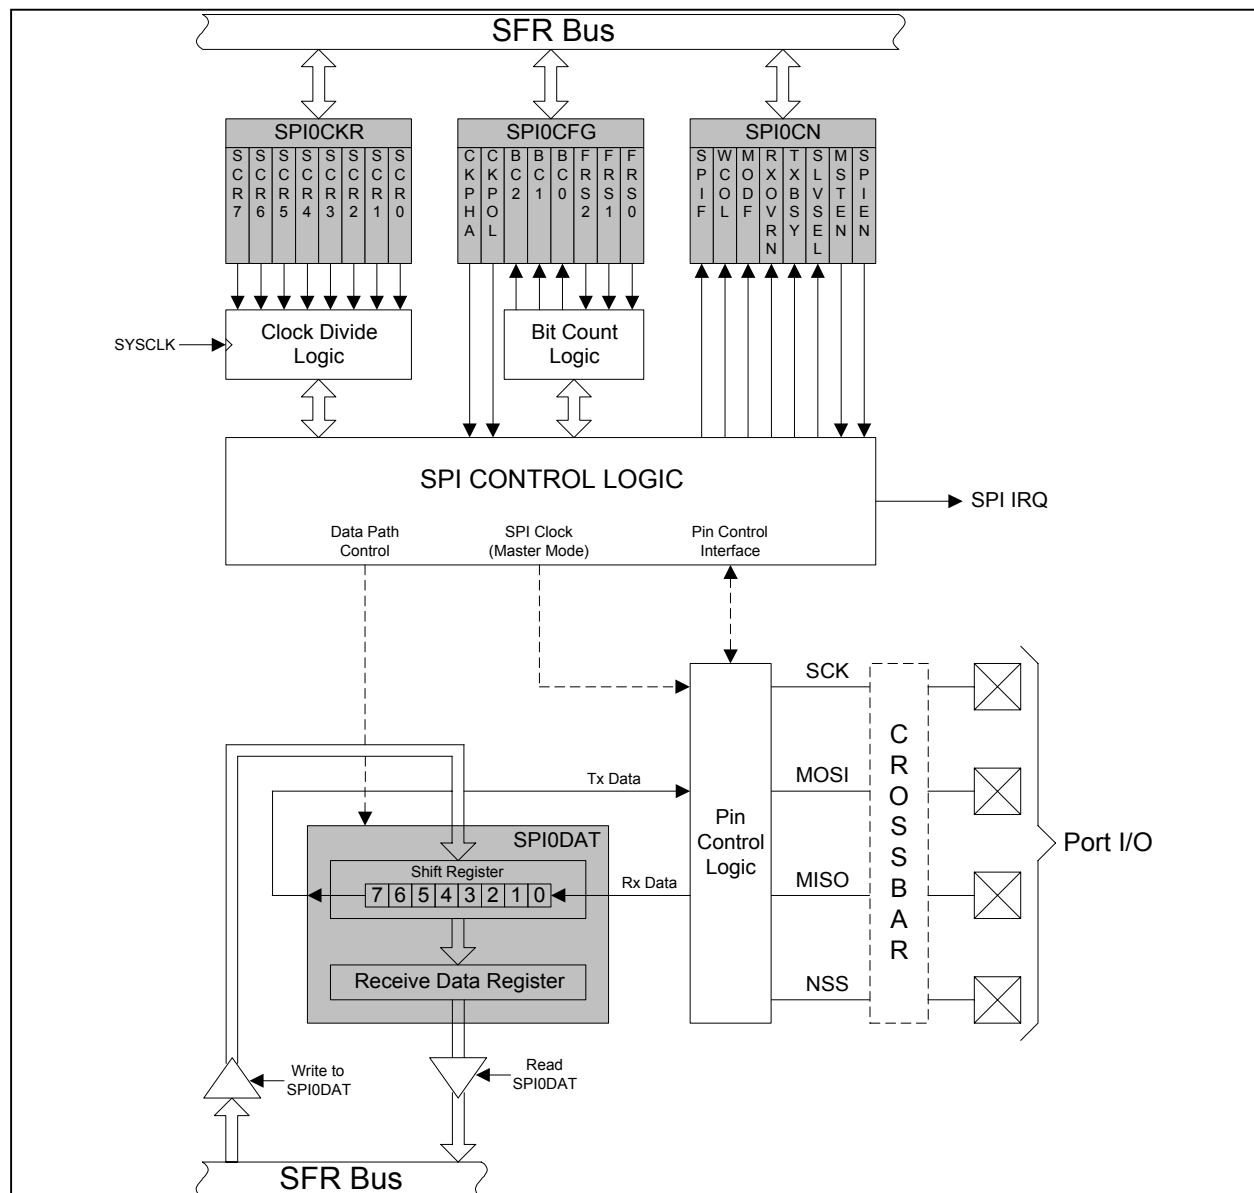 SFR Bus
SPI0CKR
SPI0CFG
SPI0CN
SCR7
SCR6
SCR5
SCR4
SCR3
SCR2
SCR1
SCR0
CKPHA
CKPOL
BC2
BC1
BC0
FRS2
FRS1
FRS0
SPIF
WCOL
MODF
RXOVRN
TXBSY
SLVSEL
MSTEN
SPIEN
SYSCLK
Clock Divide
Logic
Bit Count
Logic
SPI CONTROL LOGIC
SPI IRQ
Data Path
Control
SPI Clock
(Master Mode)
Pin Control
Interface
SCK
MOSI
MISO
NSS
CROSSBAR
Port I/O
Tx Data
Pin
Control
Logic
SPI0DAT
Shift Register
7 6 5 4 3 2 1 0
Rx Data
Receive Data Register
Write to
SPI0DAT
Read
SPI0DAT
SFR Bus